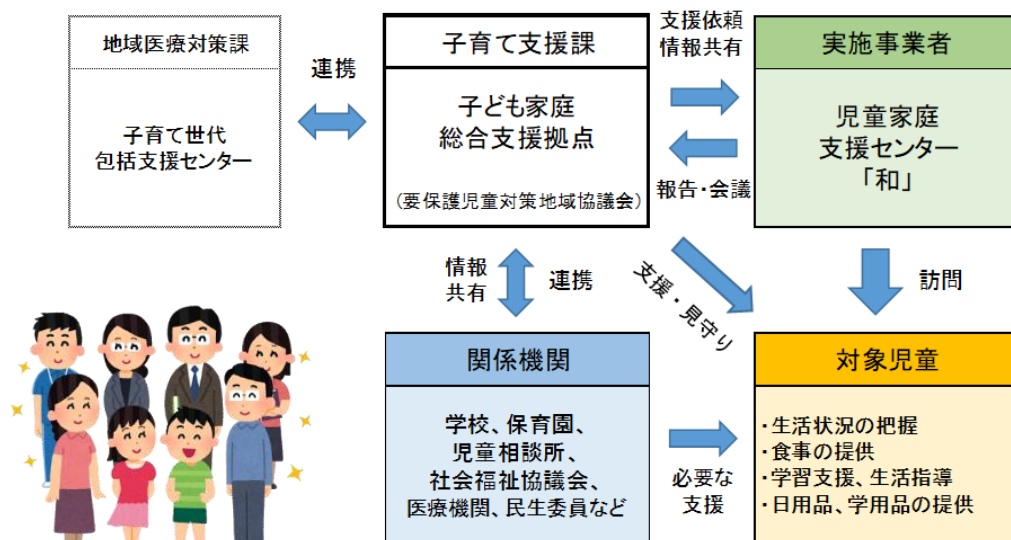 地域医療対策課
子育て世代
包括支援センター
連携
子育て支援課
子ども家庭
総合支援拠点
(要保護児童対策地域協議会)
支援依頼
情報共有
報告・会議
実施事業者
児童家庭
支援センター
「和」
情報
共有
連携
支援・見守り
訪問
関係機関
学校、保育園、
児童相談所、
社会福祉協議会、
医療機関、民生委員など
必要な
支援
対象児童
・生活状況の把握
・食事の提供
・学習支援、生活指導
・日用品、学用品の提供